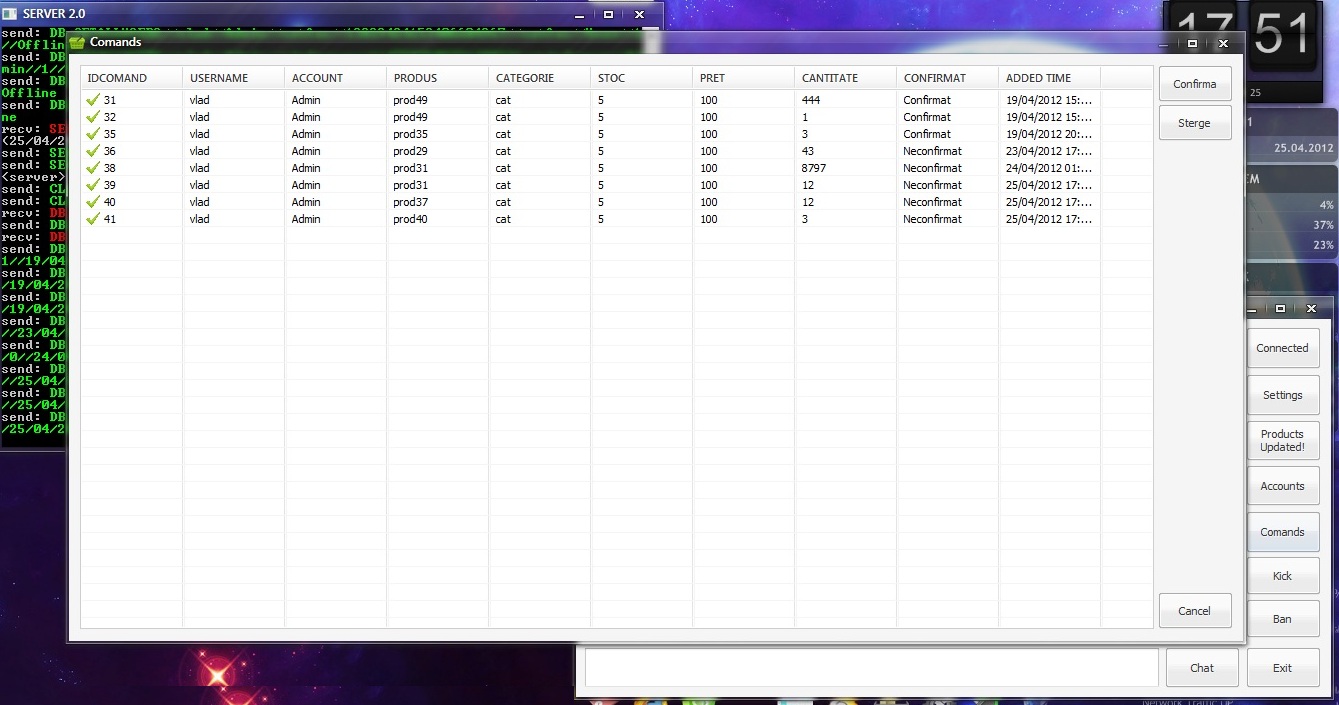 SERVER 2.0
send: DB
//Offlin
send: DB
min//1//
send: DB
Offline
send: DB
ne
recv: SE
<25/04/2
send: SE
send: SE
<server>
send: CL
send: CL
recv: DB
send: DB
recv: DB
send: DB
1//19/04
send: DB
/19/04/2
send: DB
/19/04/2
send: DB
//23/04/
send: DB
/0//24/0
send: DB
//25/04/
send: DB
//25/04/
send: DB
/25/04/2
Comands
IDCOMAND USERNAME ACCOUNT PRODUS CATEGORIE STOC PRET CANTITATE CONFIRMAT ADDED TIME
31 vlad Admin prod49 cat 5 100 444 Confirmat 19/04/2012 15:...
32 vlad Admin prod49 cat 5 100 1 Confirmat 19/04/2012 15:...
35 vlad Admin prod35 cat 5 100 3 Confirmat 19/04/2012 20:...
36 vlad Admin prod29 cat 5 100 43 Neconfirmat 23/04/2012 17:...
38 vlad Admin prod31 cat 5 100 8797 Neconfirmat 24/04/2012 01:...
39 vlad Admin prod31 cat 5 100 12 Neconfirmat 25/04/2012 17:...
40 vlad Admin prod37 cat 5 100 12 Neconfirmat 25/04/2012 17:...
41 vlad Admin prod40 cat 5 100 3 Neconfirmat 25/04/2012 17:...
Confirma
Sterge
Cancel
17 51
25
1
25.04.2012
EM
4%
37%
23%
Connected
Settings
Products
Updated!
Accounts
Comands
Kick
Ban
Chat
Exit